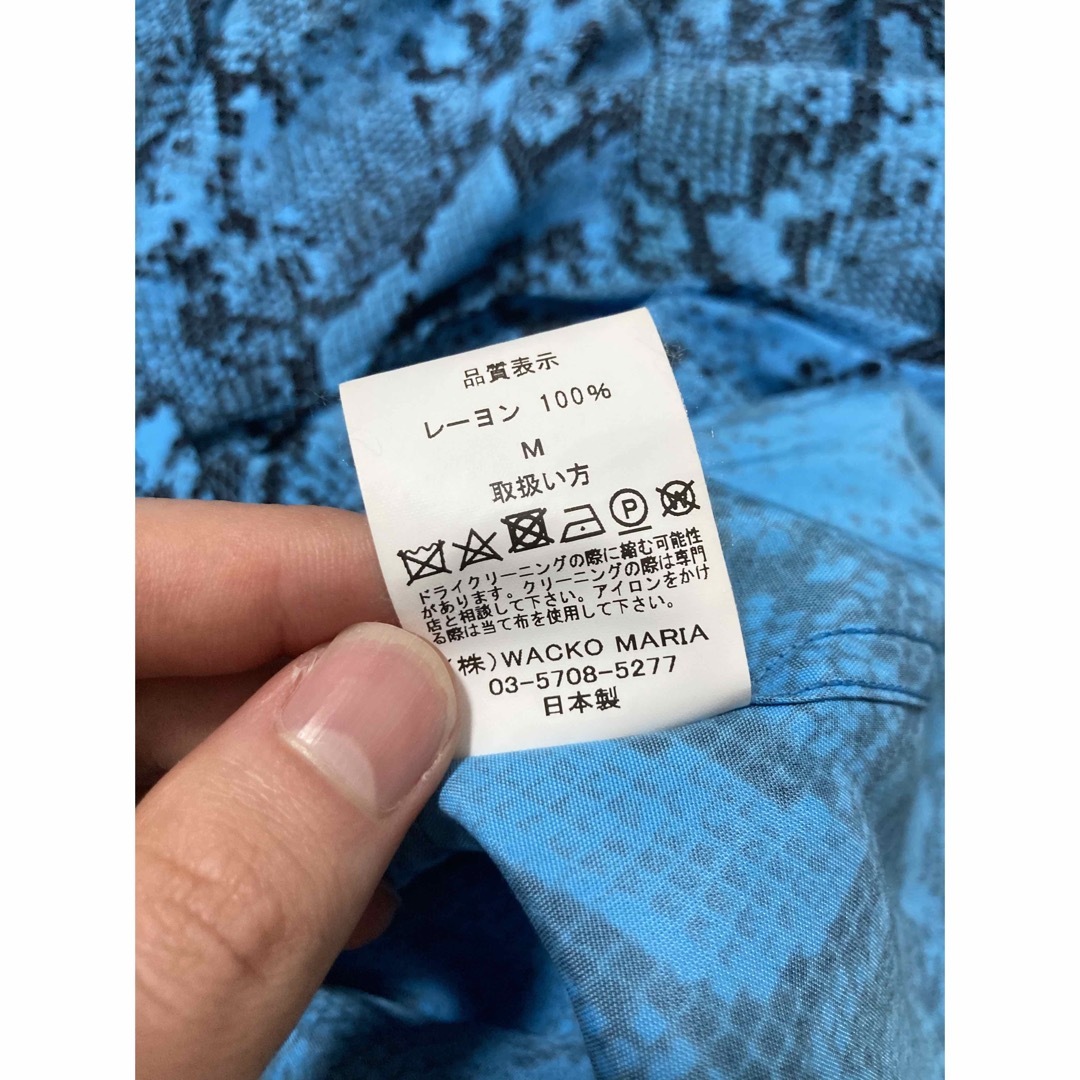 品質表示
レーヨン 100%
M
取扱い方
P W
ドライクリーニングの際に縮む可能性
があります。クリーニングの際は専門
店と相談して下さい。アイロンをかけ
る際は当て布を使用して下さい。
(株)WACKO MARIA
03-5708-5277
日本製